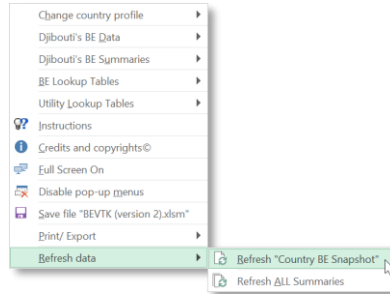 Change country profile
Djibouti's BE Data
Djibouti's BE Summaries
BE Lookup Tables
Utility Lookup Tables
Instructions
Credits and copyrights©
Full Screen On
Disable pop-up menus
Save file "BEVTK (version 2).xlsm"
Print/ Export
Refresh data
Refresh "Country BE Snapshot"
Refresh ALL Summaries